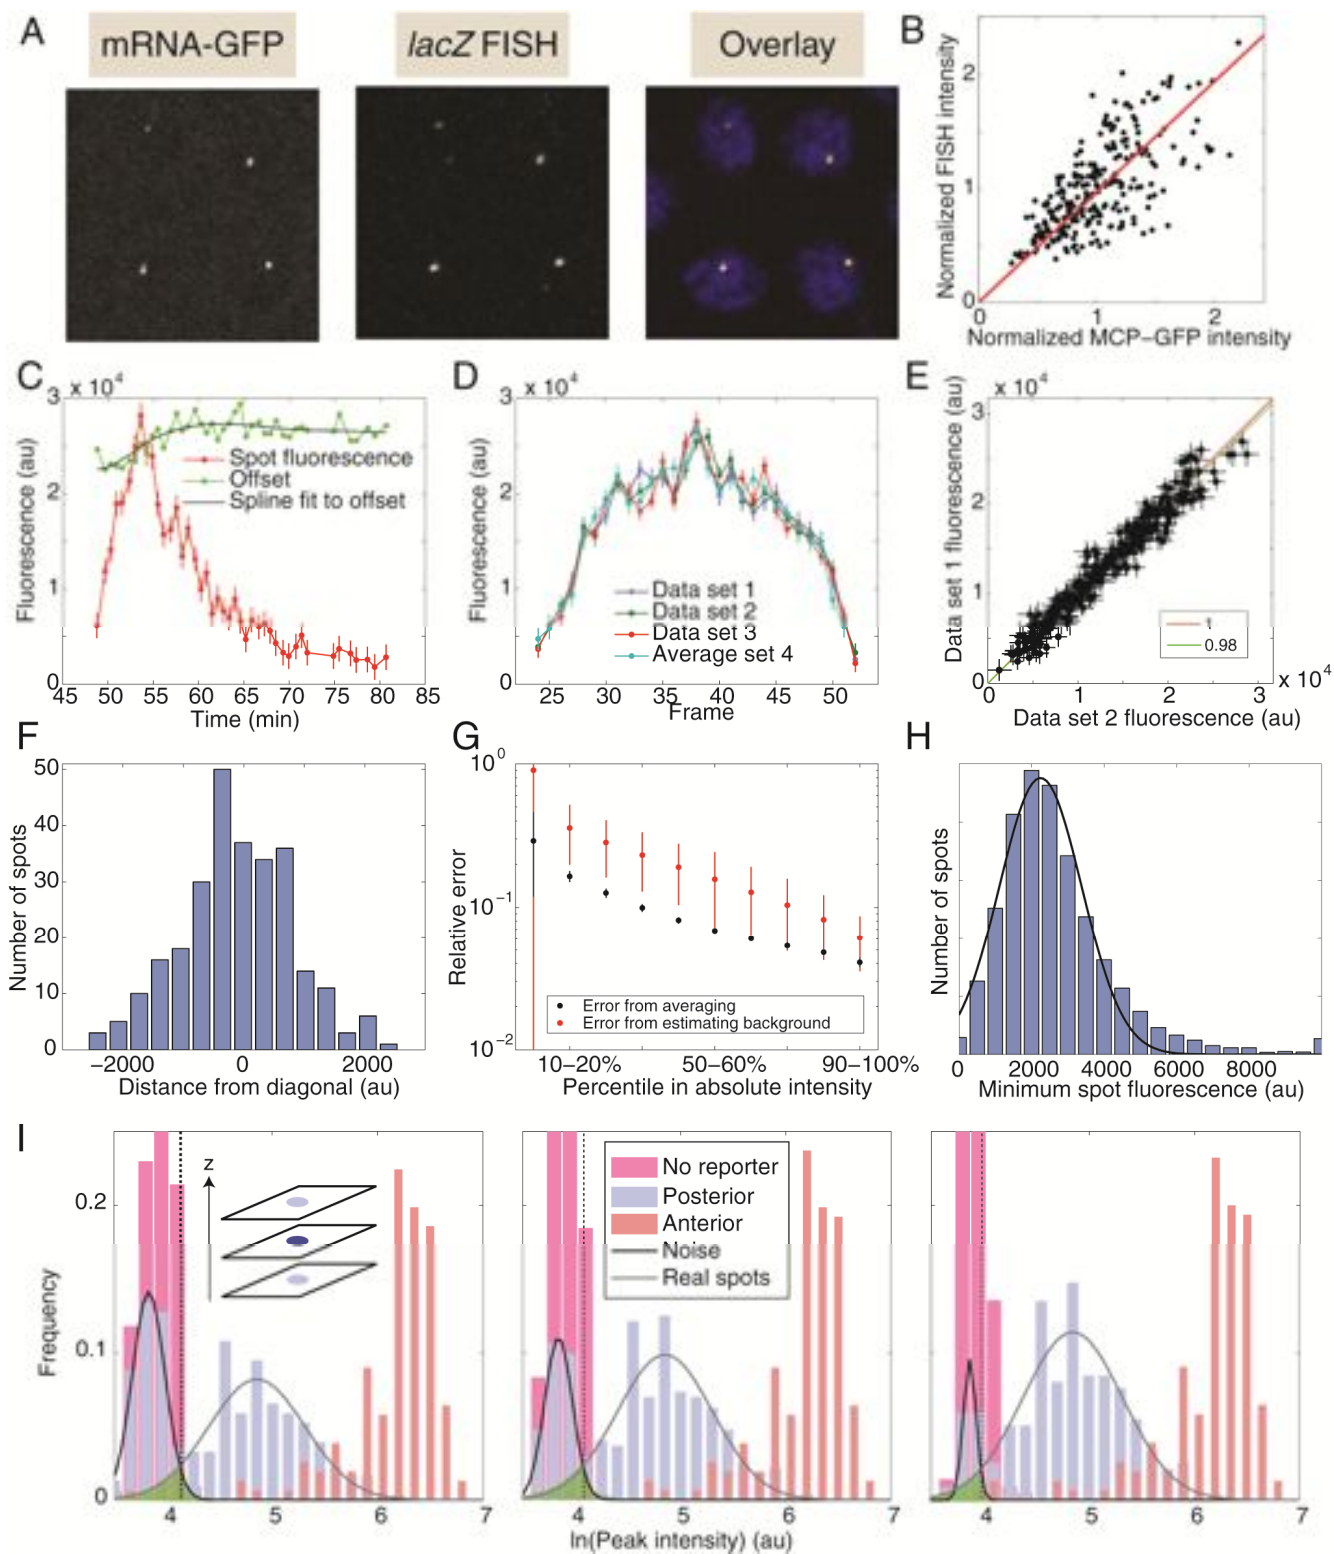 A
mRNA-GFP
lacZ FISH
Overlay
B
Normalized FISH intensity
2
1
0
0
1
2
Normalized MCP-GFP intensity
C
x 10^4
Fluorescence (au)
3
2
1
0
Spot fluorescence
Offset
Spline fit to offset
45 50 55 60 65 70 75 80 85
Time (min)
D
x 10^4
Fluorescence (au)
3
2
1
0
Data set 1
Data set 2
Data set 3
Average set 4
30 40 50
Frame
E
x 10^4
Data set 1 fluorescence (au)
3
2
1
0
1
0.98
0 1 2 3
x 10^4
Data set 2 fluorescence (au)
F
Number of spots
50
40
30
20
10
0
−2000 0 2000
Distance from diagonal (au)
G
Relative error
10^0
10^−1
10^−2
Error from averaging
Error from estimating background
10−20% 50−60% 90−100%
Percentile in absolute intensity
H
Number of spots
0 2000 4000 6000 8000
Minimum spot fluorescence (au)
I
z
Frequency
0.2
0.1
0
No reporter
Posterior
Anterior
Noise
Real spots
4 5 6 7
4 5 6 7
4 5 6 7
ln(Peak intensity) (au)